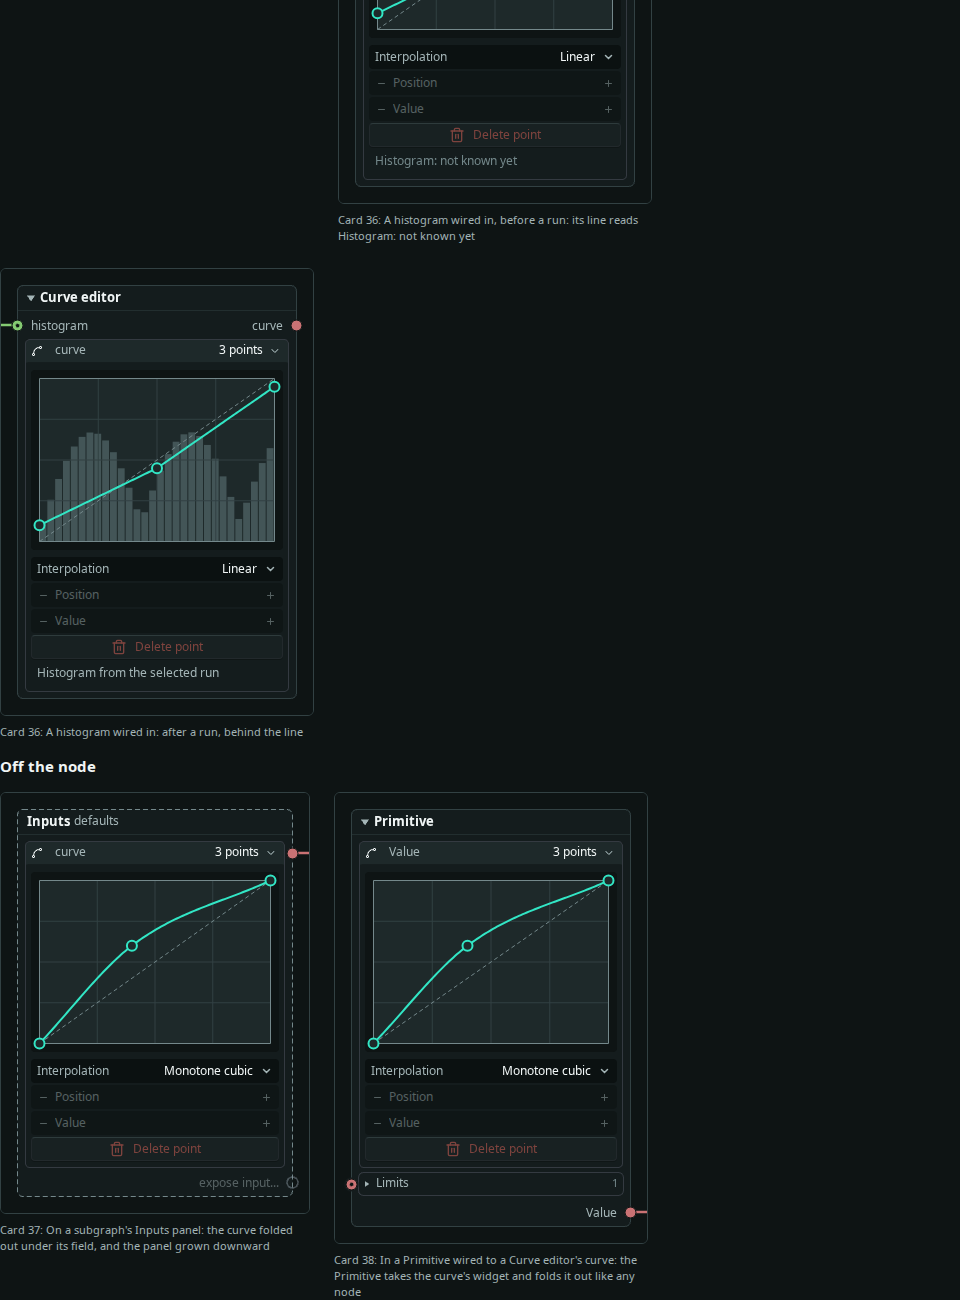 Interpolation Linear
− Position +
− Value +
Delete point
Histogram: not known yet
Card 36: A histogram wired in, before a run: its line reads
Histogram: not known yet
Curve editor
histogram curve
curve 3 points
Interpolation Linear
− Position +
− Value +
Delete point
Histogram from the selected run
Card 36: A histogram wired in: after a run, behind the line
Off the node
Inputs defaults
curve 3 points
Interpolation Monotone cubic
− Position +
− Value +
Delete point
expose input...
Card 37: On a subgraph's Inputs panel: the curve folded
out under its field, and the panel grown downward
Primitive
Value 3 points
Interpolation Monotone cubic
− Position +
− Value +
Delete point
Limits 1
Value
Card 38: In a Primitive wired to a Curve editor's curve: the
Primitive takes the curve's widget and folds it out like any
node